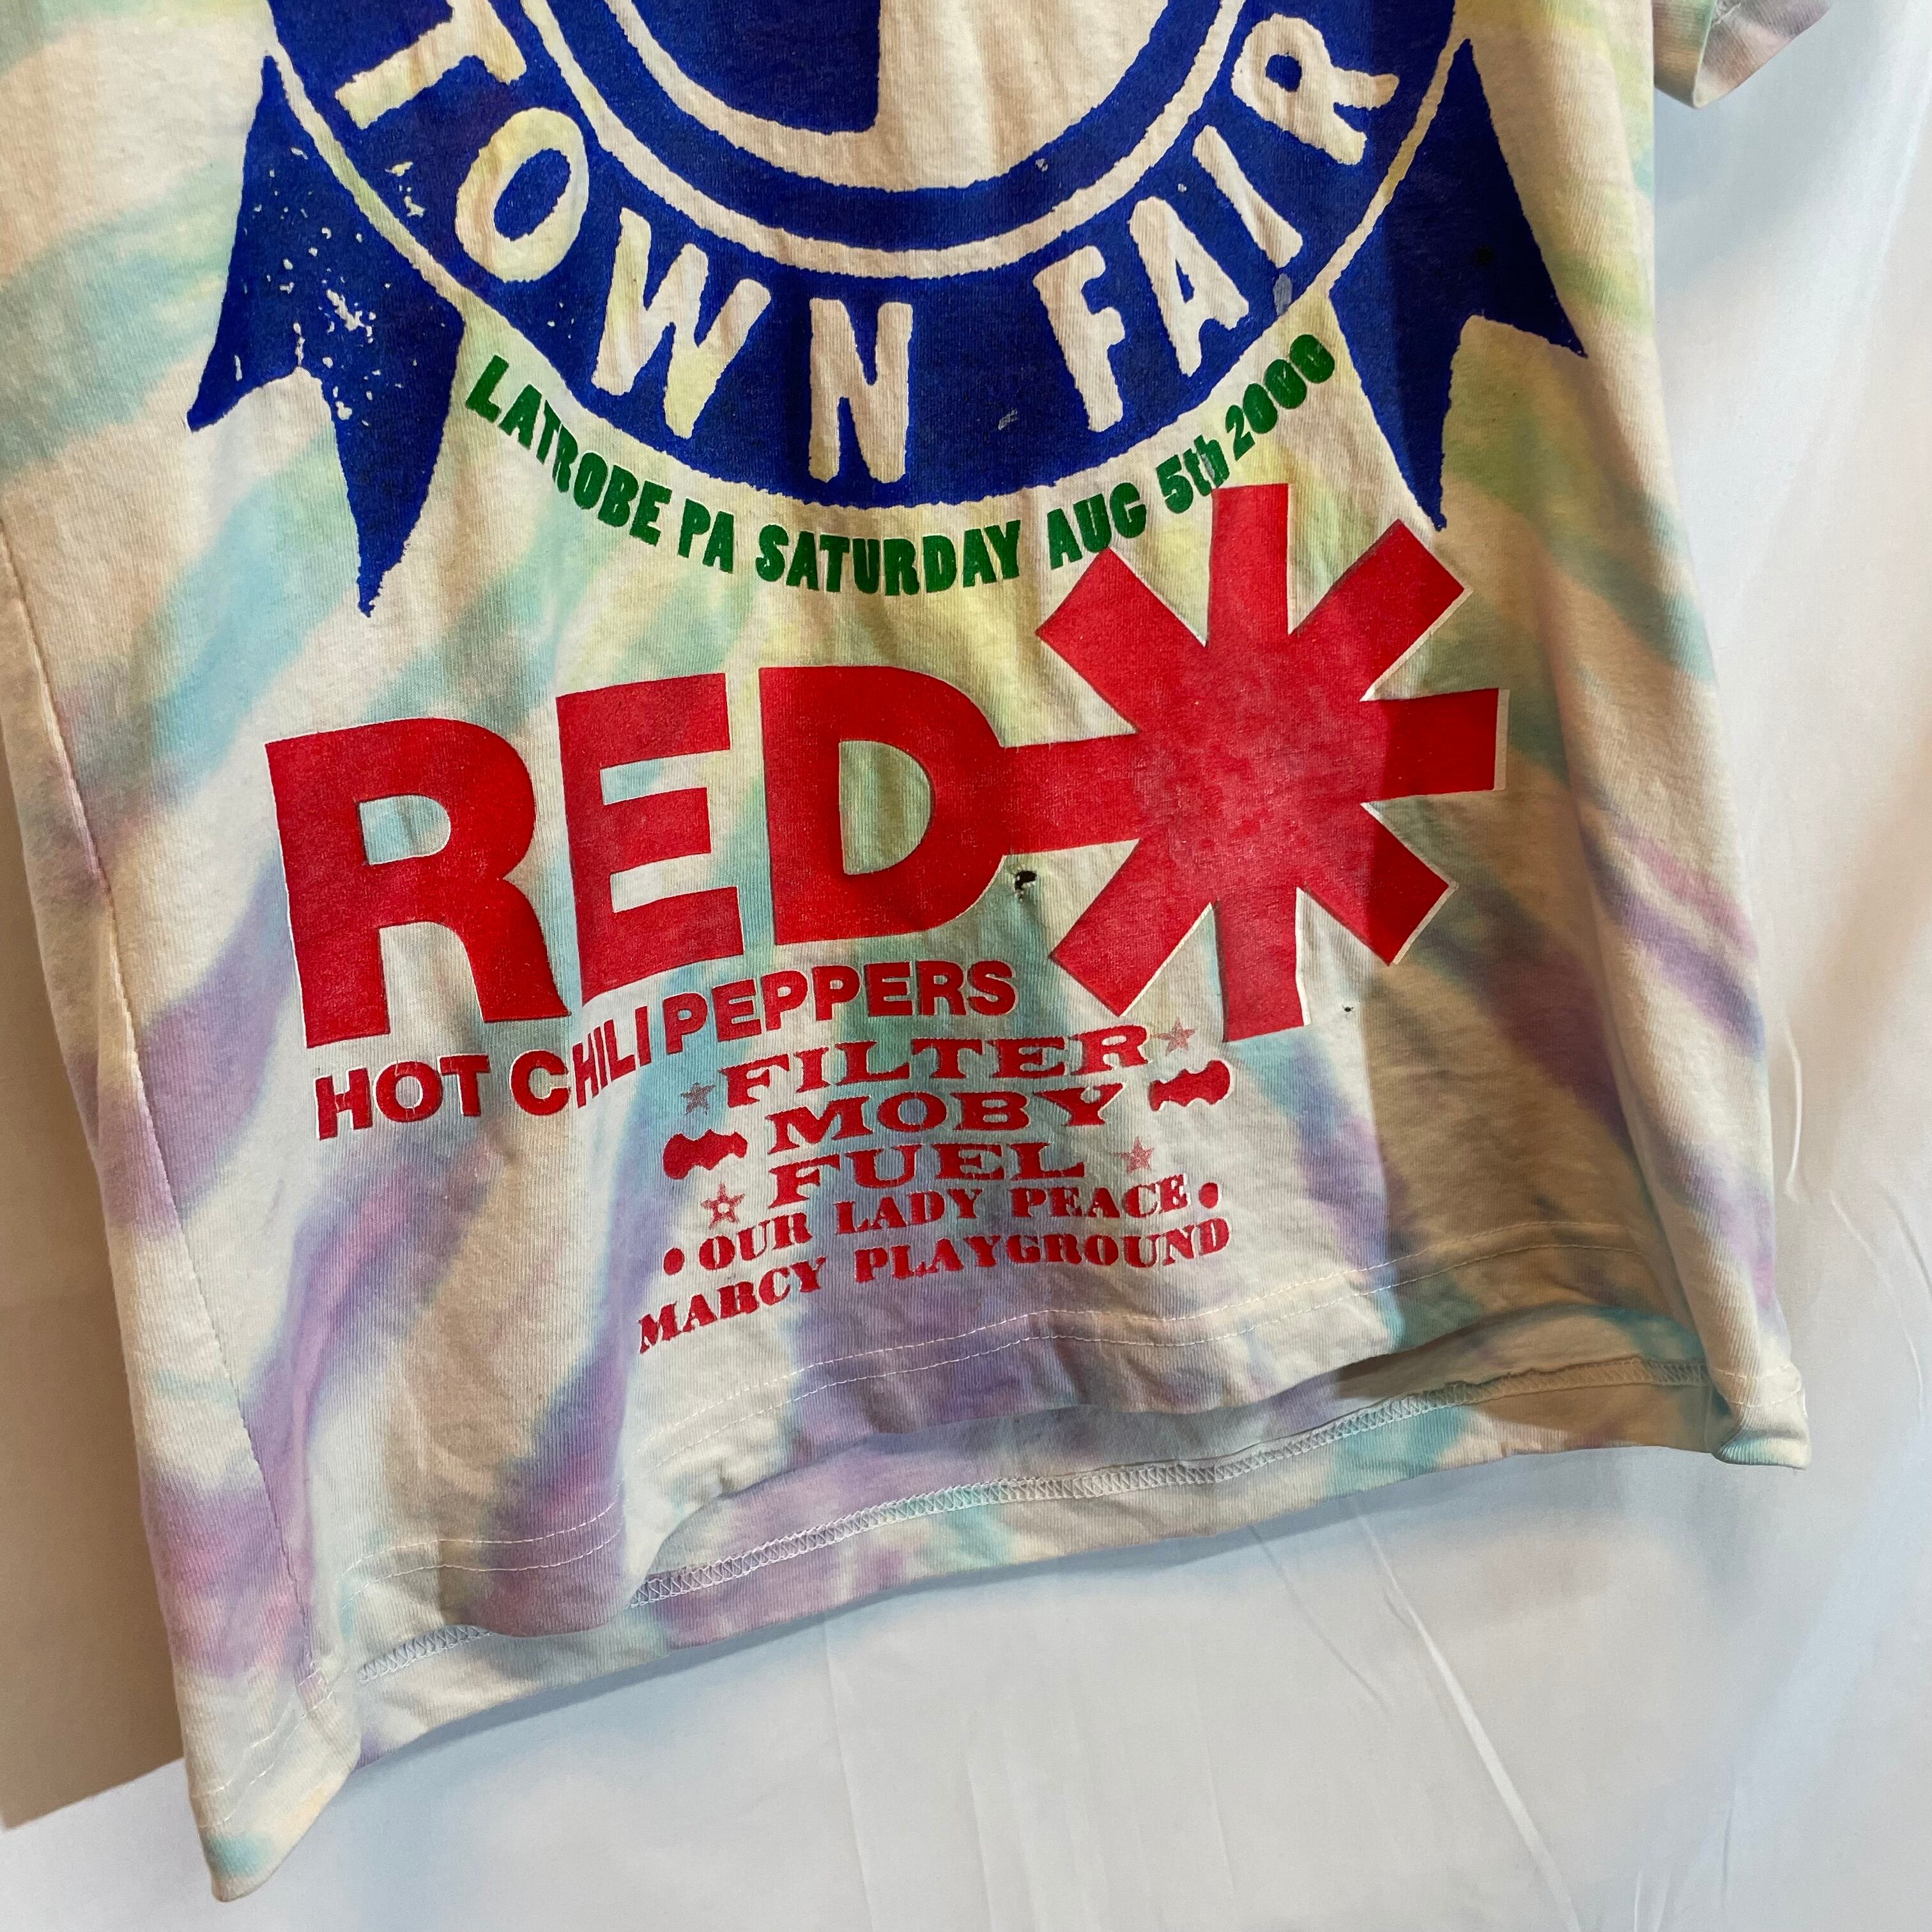 TOWN FAIR
LATROBE PA SATURDAY AUG 5th 2000
RED
HOT CHILI PEPPERS
FILTER
MOBY
FUEL
OUR LADY PEACE
MARCY PLAYGROUND